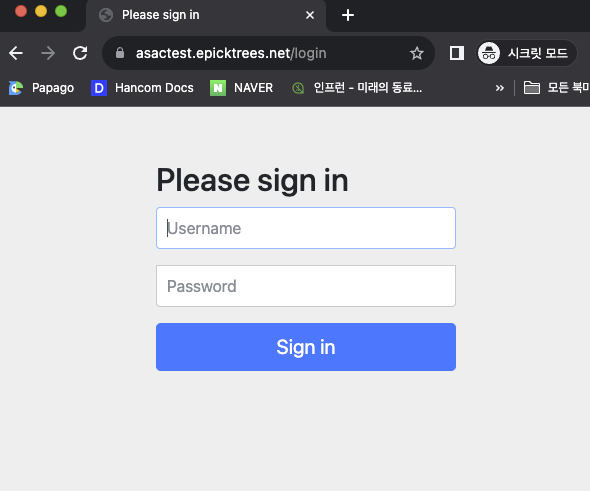 Please sign in
asactest.epicktrees.net/login
시크릿 모드
Papago
D Hancom Docs
N NAVER
인프런 - 미래의 동료...
»
모든 북마
Please sign in
Username
Password
Sign in